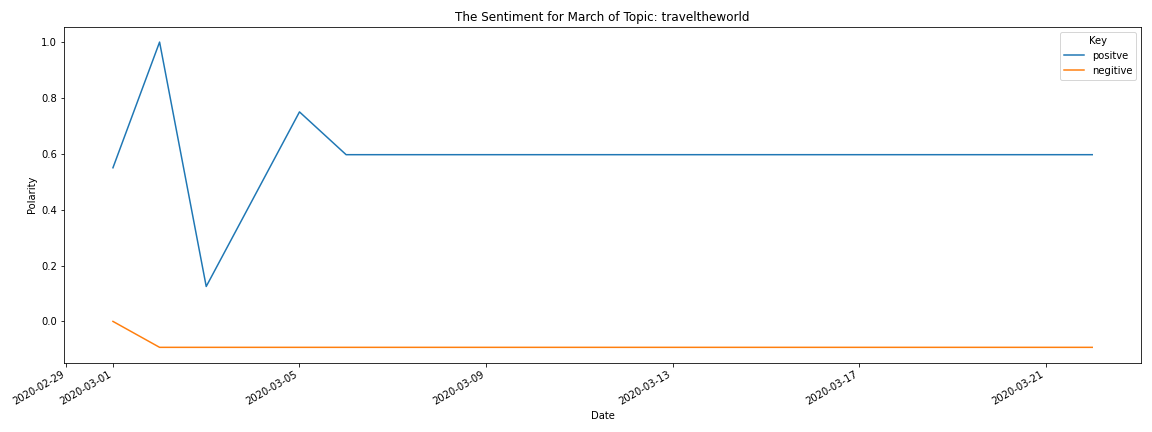 The Sentiment for March of Topic: traveltheworld
Key
positve
negitive
1.0
0.8
0.6
0.4
0.2
0.0
Polarity
2020-02-29
2020-03-01
2020-03-05
2020-03-09
2020-03-13
2020-03-17
2020-03-21
Date